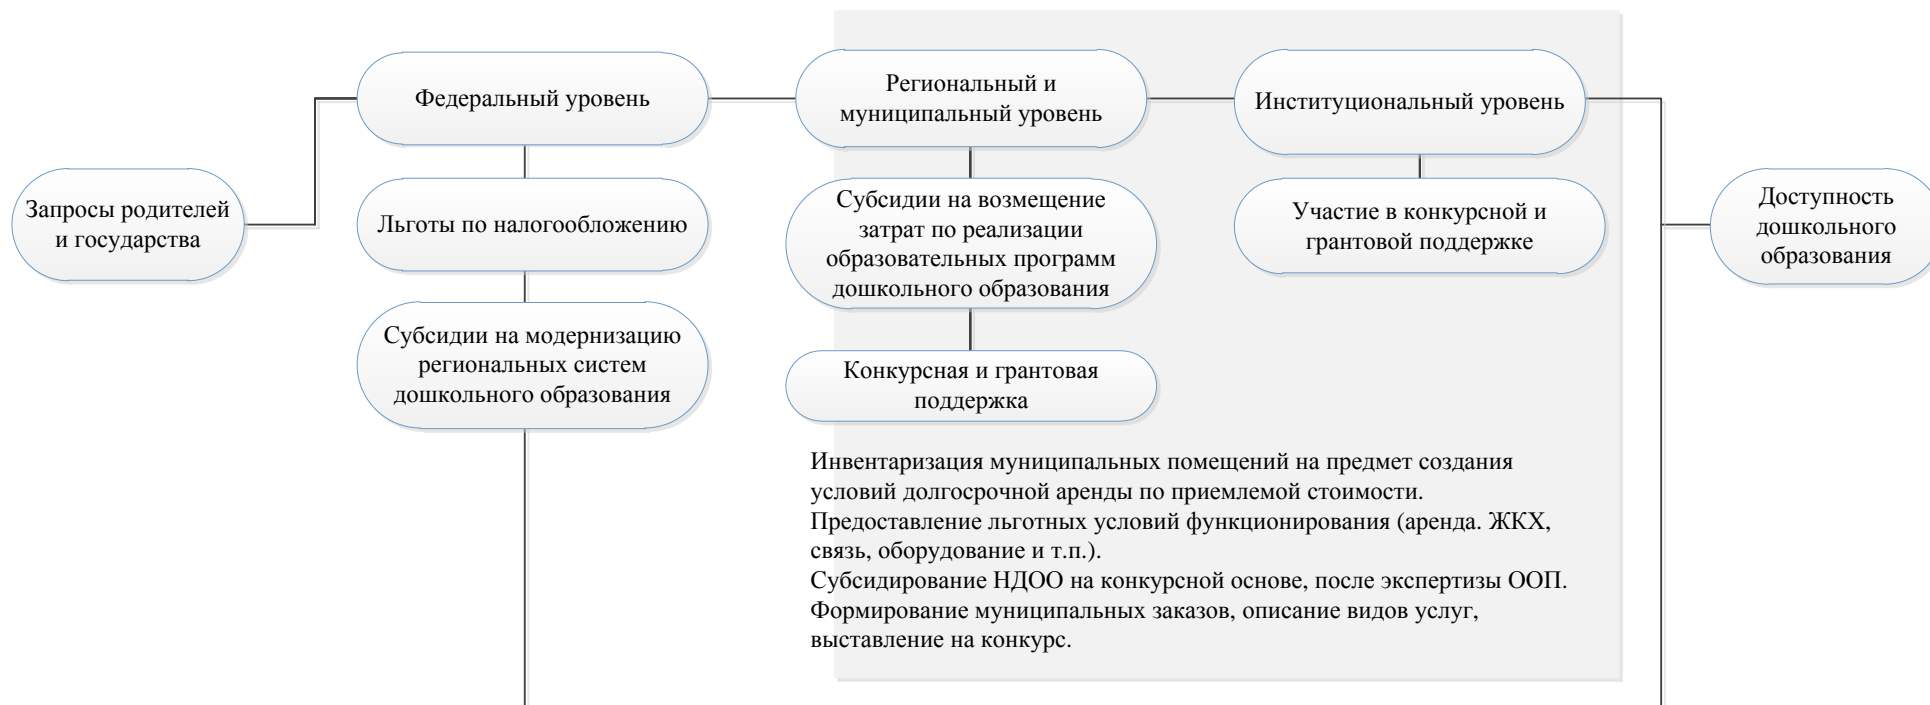 Запросы родителей
и государства
Федеральный уровень
Льготы по налогообложению
Субсидии на модернизацию
региональных систем
дошкольного образования
Региональный и
муниципальный уровень
Субсидии на возмещение
затрат по реализации
образовательных программ
дошкольного образования
Конкурсная и грантовая
поддержка
Институциональный уровень
Участие в конкурсной и
грантовой поддержке
Инвентаризация муниципальных помещений на предмет создания
условий долгосрочной аренды по приемлемой стоимости.
Предоставление льготных условий функционирования (аренда. ЖКХ,
связь, оборудование и т.п.).
Субсидирование НДОО на конкурсной основе, после экспертизы ООП.
Формирование муниципальных заказов, описание видов услуг,
выставление на конкурс.
Доступность
дошкольного
образования